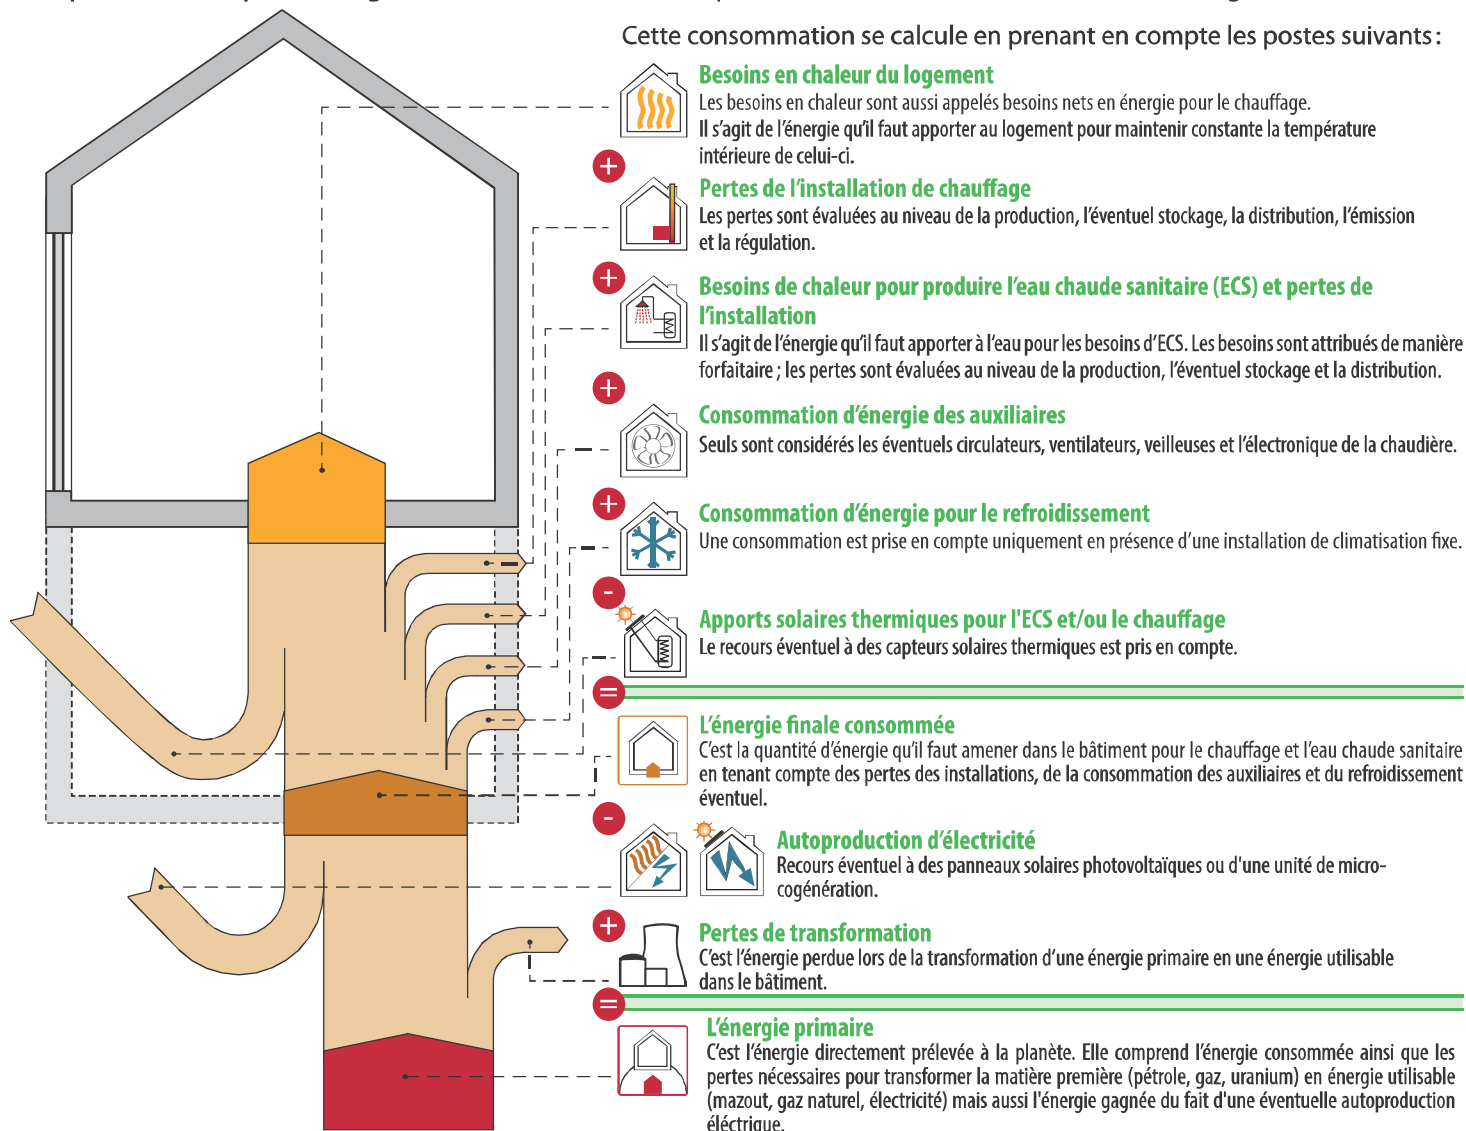 Cette consommation se calcule en prenant en compte les postes suivants :
Besoins en chaleur du logement
Les besoins en chaleur sont aussi appelés besoins nets en énergie pour le chauffage.
Il s’agit de l’énergie qu’il faut apporter au logement pour maintenir constante la température
intérieure de celui-ci.
+
Pertes de l’installation de chauffage
Les pertes sont évaluées au niveau de la production, l’éventuel stockage, la distribution, l’émission
et la régulation.
+
Besoins de chaleur pour produire l’eau chaude sanitaire (ECS) et pertes de
l’installation
Il s’agit de l’énergie qu’il faut apporter à l’eau pour les besoins d’ECS. Les besoins sont attribués de manière
forfaitaire ; les pertes sont évaluées au niveau de la production, l’éventuel stockage et la distribution.
+
Consommation d’énergie des auxiliaires
Seuls sont considérés les éventuels circulateurs, ventilateurs, veilleuses et l’électronique de la chaudière.
+
Consommation d’énergie pour le refroidissement
Une consommation est prise en compte uniquement en présence d’une installation de climatisation fixe.
-
Apports solaires thermiques pour l'ECS et/ou le chauffage
Le recours éventuel à des capteurs solaires thermiques est pris en compte.
=
L’énergie finale consommée
C’est la quantité d’énergie qu’il faut amener dans le bâtiment pour le chauffage et l’eau chaude sanitaire
en tenant compte des pertes des installations, de la consommation des auxiliaires et du refroidissement
éventuel.
-
Autoproduction d’électricité
Recours éventuel à des panneaux solaires photovoltaïques ou d'une unité de micro-
cogénération.
+
Pertes de transformation
C’est l’énergie perdue lors de la transformation d’une énergie primaire en une énergie utilisable
dans le bâtiment.
=
L’énergie primaire
C’est l’énergie directement prélevée à la planète. Elle comprend l’énergie consommée ainsi que les
pertes nécessaires pour transformer la matière première (pétrole, gaz, uranium) en énergie utilisable
(mazout, gaz naturel, électricité) mais aussi l'énergie gagnée du fait d'une éventuelle autoproduction
éléctrique.